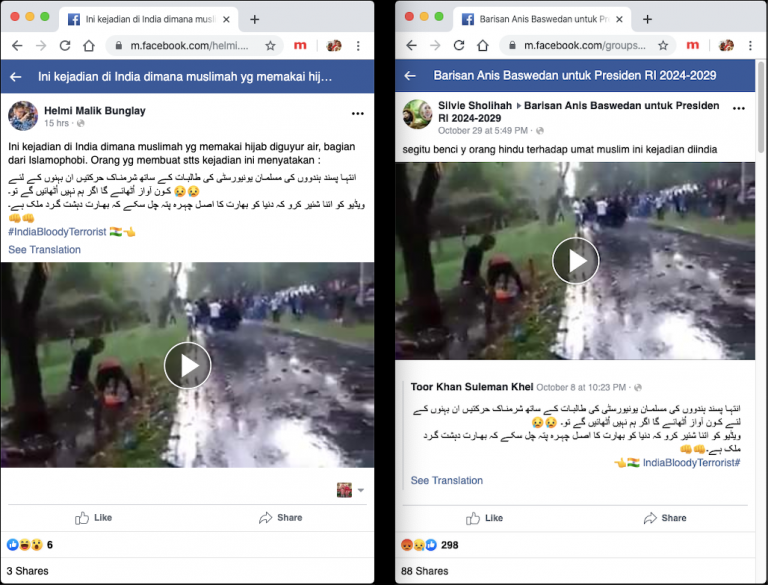 Ini kejadian di India dimana musli
m.facebook.com/helmi....
Ini kejadian di India dimana muslimah yg memakai hij...
Helmi Malik Bunglay
15 hrs ·
Ini kejadian di India dimana muslimah yg memakai hijab diguyur air, bagian
dari Islamophobi. Orang yg membuat stts kejadian ini menyatakan :
انتہا پسند ہندووں کی مسلمان یونیورسٹی کی طالبات کے ساتھ شرمناک حرکتیں ان بہنوں کے لئے
کون آواز اُٹھائے گا اگر ہم نہیں اُٹھائیں گے تو۔ 😢😢
ویڈیو کو اتنا شئیر کرو کہ دنیا کو بھارت کا اصل چہرہ پتہ چل سکے کہ بھارت دہشت گرد ملک ہے۔
👊👊
#IndiaBloodyTerrorist 🇮🇳👈
See Translation
Like
Share
6
3 Shares
Barisan Anis Baswedan untuk Pr
m.facebook.com/groups...
Barisan Anis Baswedan untuk Presiden RI 2024-2029
Silvie Sholihah ▸ Barisan Anis Baswedan untuk Presiden
RI 2024-2029
October 29 at 5:49 PM ·
segitu benci y orang hindu terhadap umat muslim ini kejadian diindia
Toor Khan Suleman Khel October 8 at 10:23 PM ·
انتہا پسند ہندووں کی مسلمان یونیورسٹی کی طالبات کے ساتھ شرمناک حرکتیں ان بہنوں کے
لئے کون آواز اُٹھائے گا اگر ہم نہیں اُٹھائیں گے تو۔ 😢😢
ویڈیو کو اتنا شئیر کرو کہ دنیا کو بھارت کا اصل چہرہ پتہ چل سکے کہ بھارت دہشت گرد
ملک ہے۔👊👊
👈🇮🇳 IndiaBloodyTerrorist#
See Translation
Like
Share
298
88 Shares